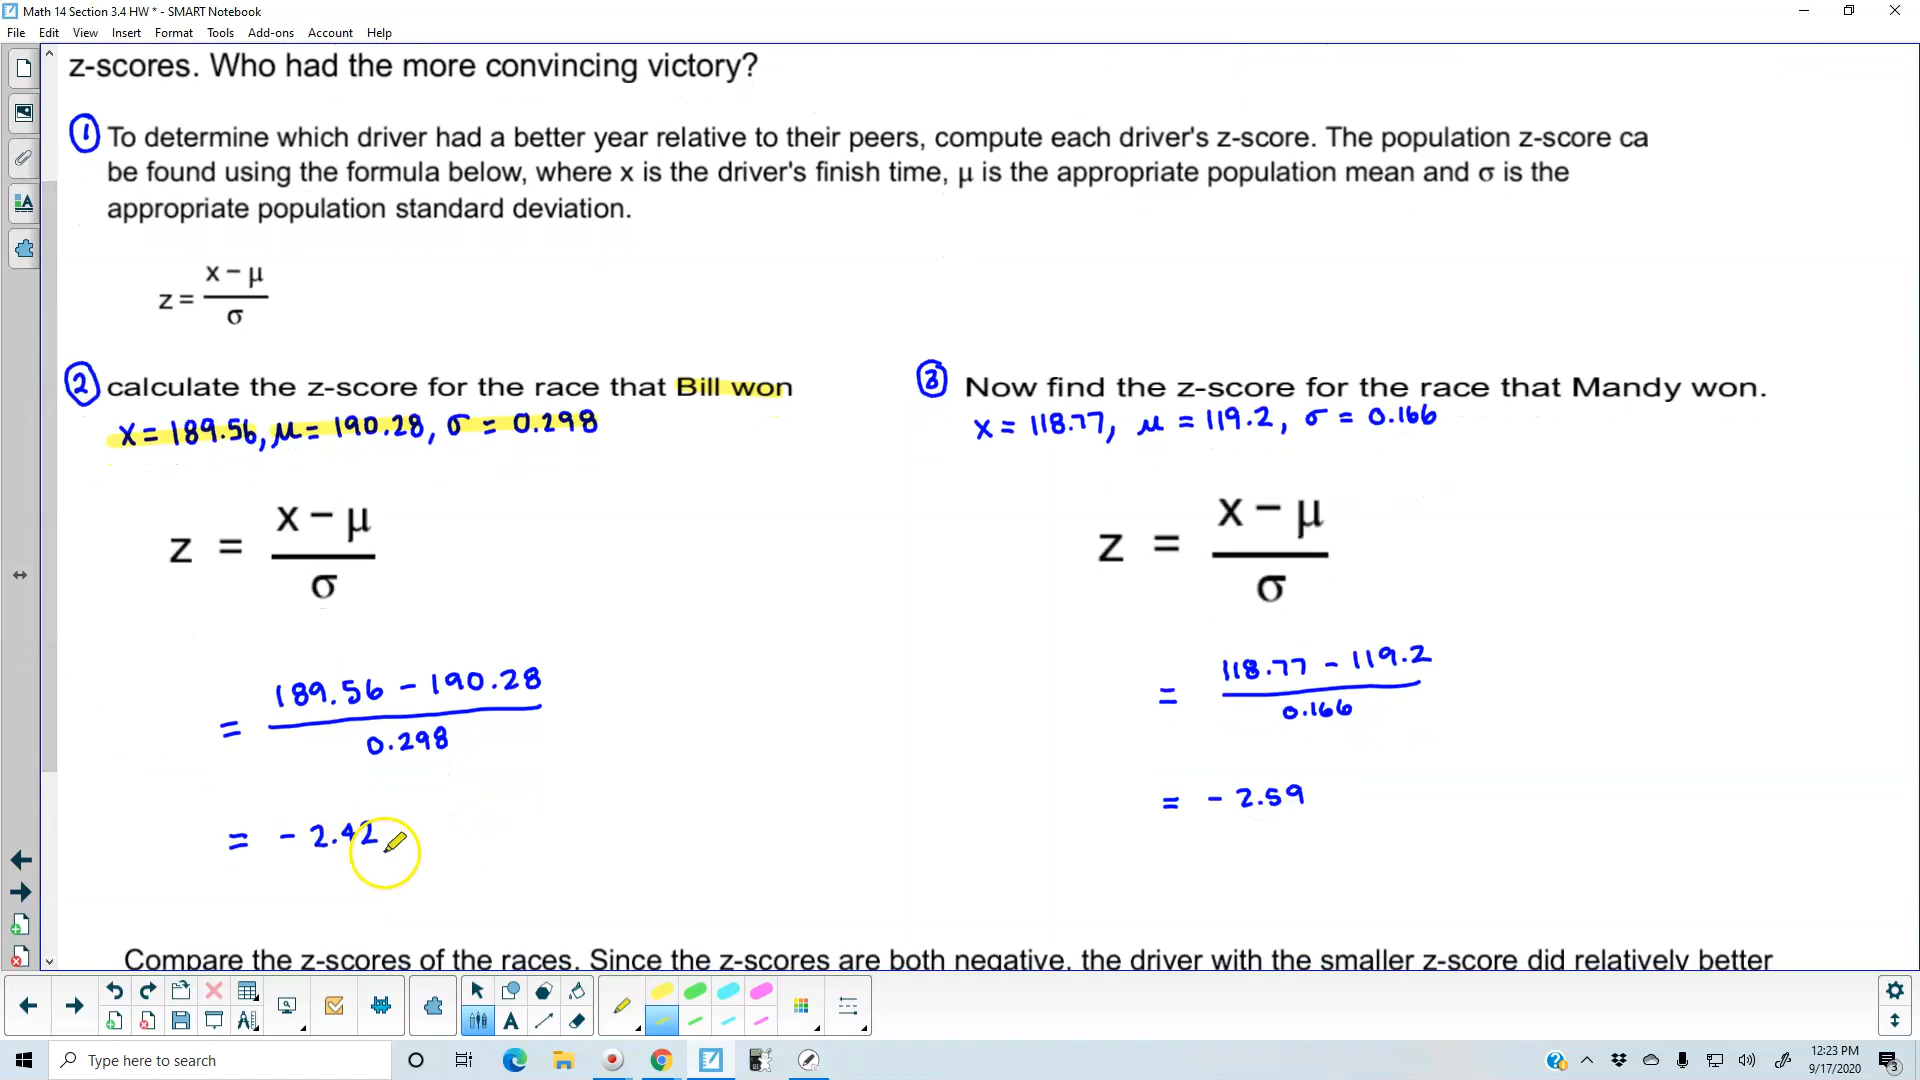 Math 14 Section 3.4 HW * - SMART Notebook
File Edit View Insert Format Tools Add-ons Account Help
z-scores. Who had the more convincing victory?
1 To determine which driver had a better year relative to their peers, compute each driver's z-score. The population z-score ca
be found using the formula below, where x is the driver's finish time, μ is the appropriate population mean and σ is the
appropriate population standard deviation.
z = (x − μ) / σ
2 calculate the z-score for the race that Bill won
x = 189.56, μ = 190.28, σ = 0.298
z = (x − μ) / σ
= (189.56 − 190.28) / 0.298
= - 2.42
3 Now find the z-score for the race that Mandy won.
x = 118.77, μ = 119.2, σ = 0.166
z = (x − μ) / σ
= (118.77 − 119.2) / 0.166
= - 2.59
Compare the z-scores of the races. Since the z-scores are both negative, the driver with the smaller z-score did relatively better
Type here to search
12:23 PM
9/17/2020
3